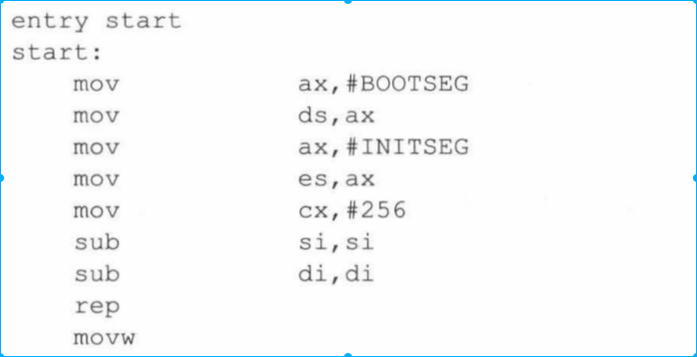 entry start
start:
mov ax,#BOOTSEG
mov ds,ax
mov ax,#INITSEG
mov es,ax
mov cx,#256
sub si,si
sub di,di
rep
movw